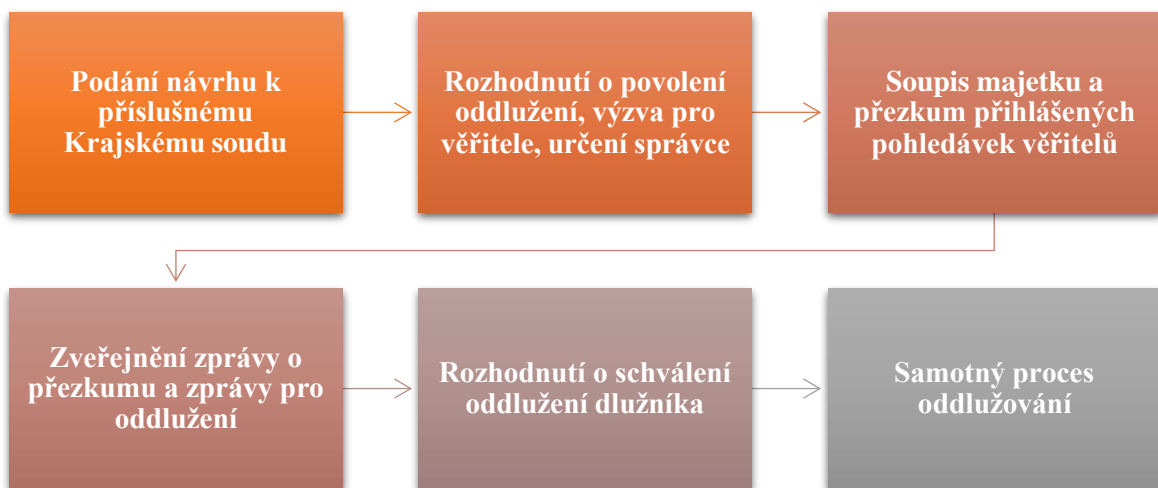 Podání návrhu k
příslušnému
Krajskému soudu
Rozhodnutí o povolení
oddlužení, výzva pro
věřitele, určení správce
Soupis majetku a
přezkum přihlášených
pohledávek věřitelů
Zveřejnění zprávy o
přezkumu a zprávy pro
oddlužení
Rozhodnutí o schválení
oddlužení dlužníka
Samotný proces
oddlužování